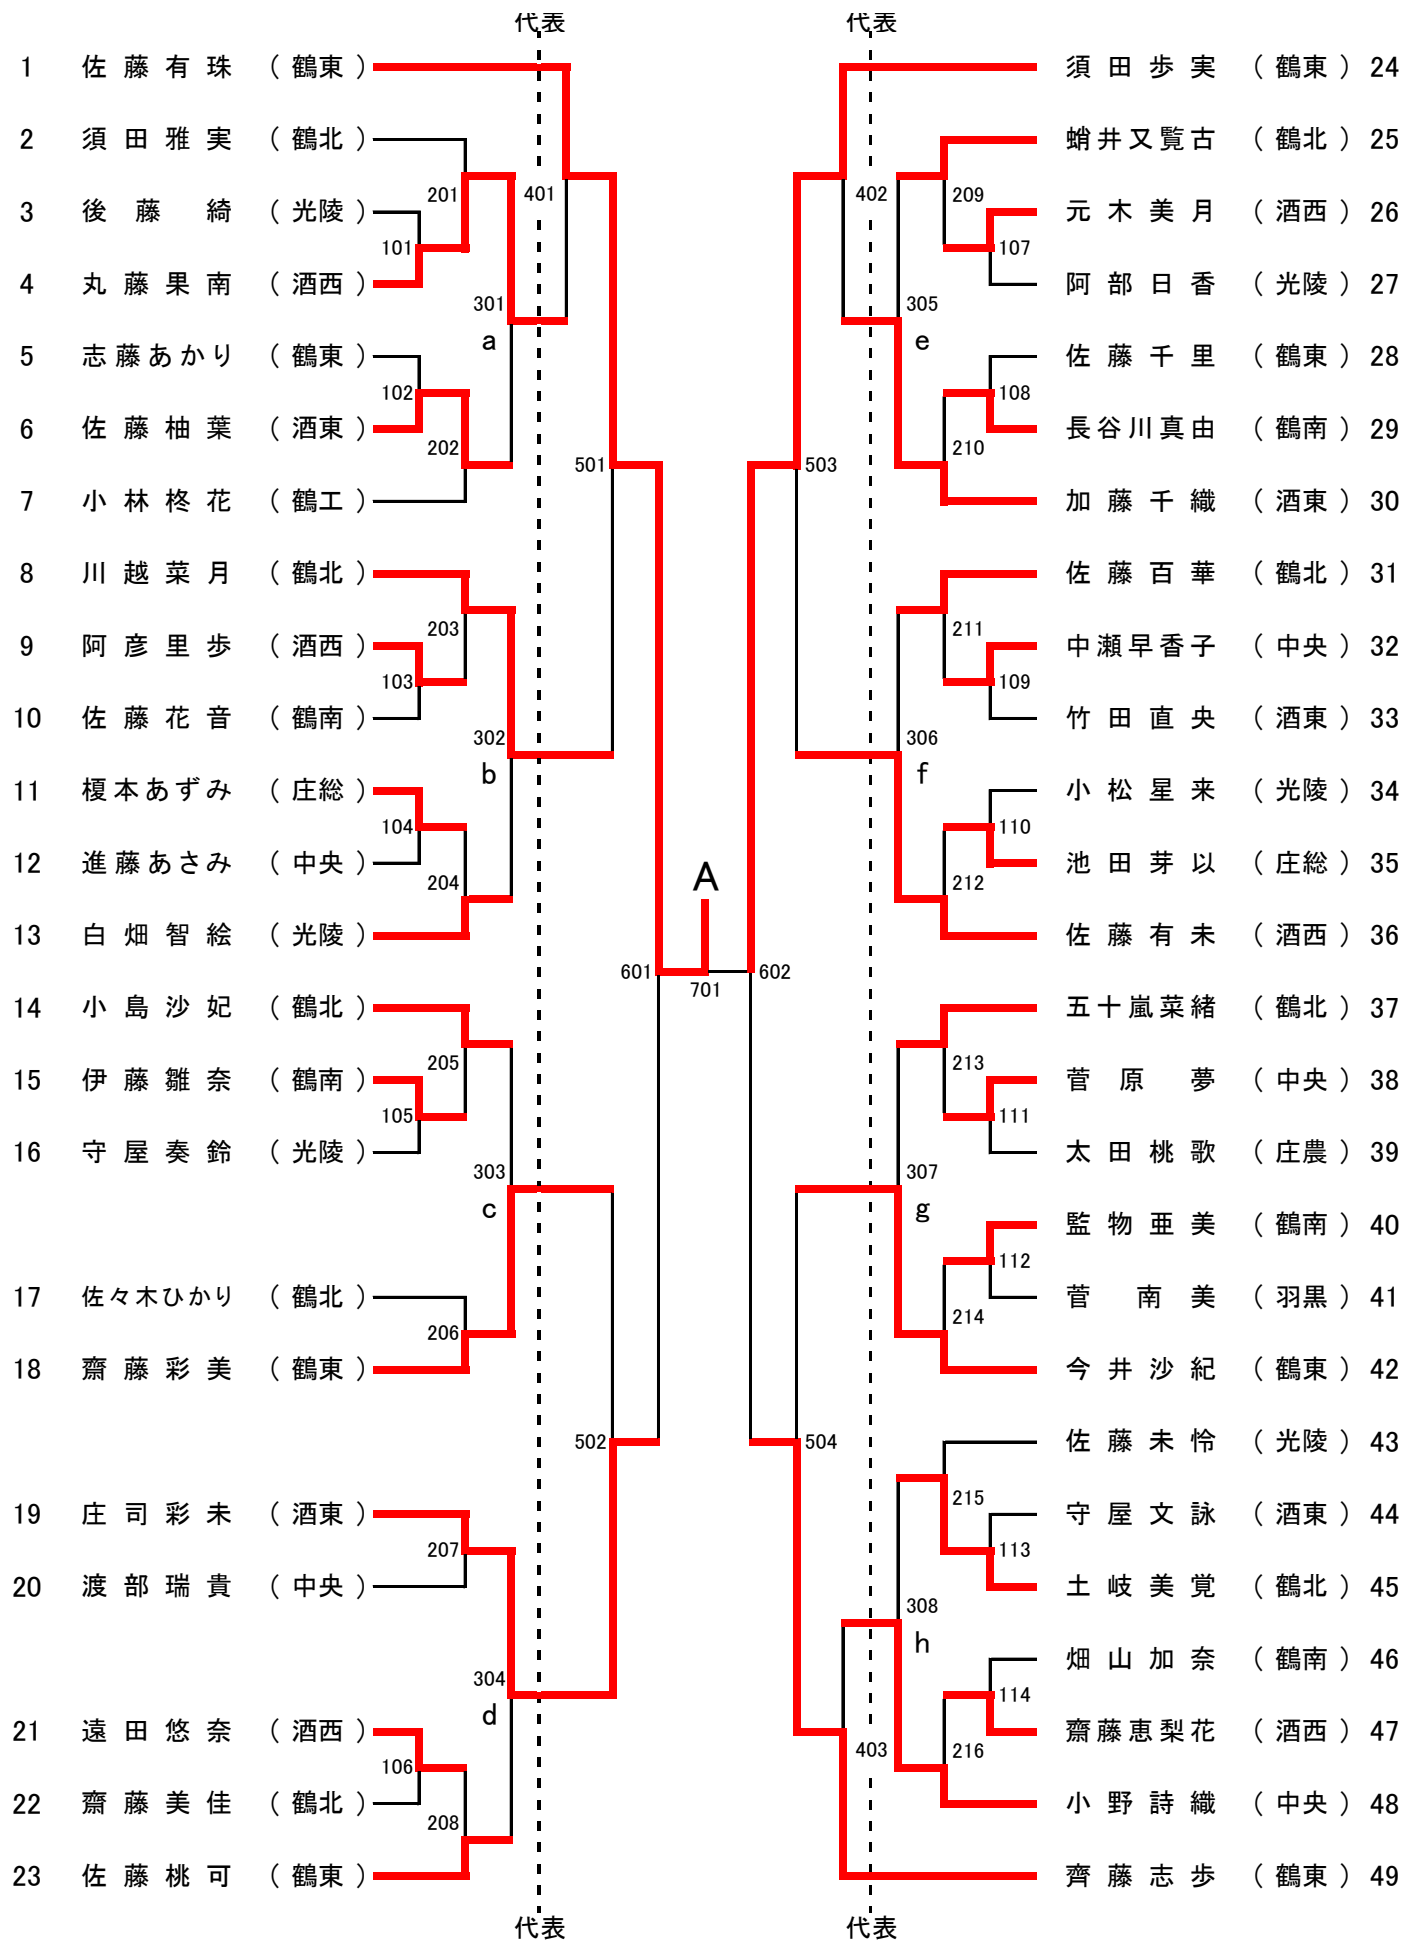 代表 代表
1 佐藤有珠 （鶴東）
2 須田雅実 （鶴北）
3 後藤 綺 （光陵）
4 丸藤果南 （酒西）
5 志藤あかり （鶴東）
6 佐藤柚葉 （酒東）
7 小林柊花 （鶴工）
8 川越菜月 （鶴北）
9 阿彦里歩 （酒西）
10 佐藤花音 （鶴南）
11 榎本あずみ （庄総）
12 進藤あさみ （中央）
13 白畑智絵 （光陵）
14 小島沙妃 （鶴北）
15 伊藤雛奈 （鶴南）
16 守屋奏鈴 （光陵）
17 佐々木ひかり （鶴北）
18 齋藤彩美 （鶴東）
19 庄司彩未 （酒東）
20 渡部瑞貴 （中央）
21 遠田悠奈 （酒西）
22 齋藤美佳 （鶴北）
23 佐藤桃可 （鶴東）
101
102
103
104
105
106
201
202
203
204
205
206
207
208
301
a
302
b
303
c
304
d
401
501
502
601
A
701
602
503
504
402
403
305
e
306
f
307
g
308
h
209
210
211
212
213
214
215
216
107
108
109
110
111
112
113
114
須田歩実 （鶴東） 24
蛸井又覧古 （鶴北） 25
元木美月 （酒西） 26
阿部日香 （光陵） 27
佐藤千里 （鶴東） 28
長谷川真由 （鶴南） 29
加藤千織 （酒東） 30
佐藤百華 （鶴北） 31
中瀬早香子 （中央） 32
竹田直央 （酒東） 33
小松星来 （光陵） 34
池田芽以 （庄総） 35
佐藤有未 （酒西） 36
五十嵐菜緒 （鶴北） 37
菅原 夢 （中央） 38
太田桃歌 （庄農） 39
監物亜美 （鶴南） 40
菅 南美 （羽黒） 41
今井沙紀 （鶴東） 42
佐藤未怜 （光陵） 43
守屋文詠 （酒東） 44
土岐美覚 （鶴北） 45
畑山加奈 （鶴南） 46
齋藤恵梨花 （酒西） 47
小野詩織 （中央） 48
齊藤志歩 （鶴東） 49
代表 代表